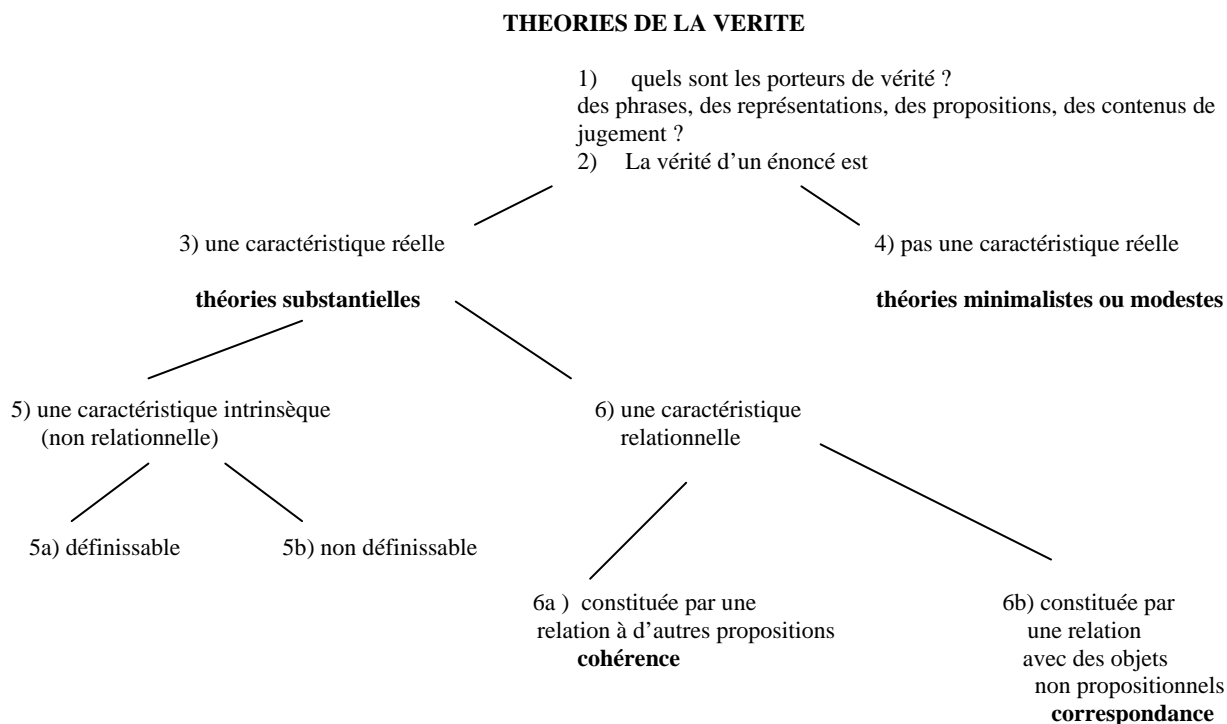 THEORIES DE LA VERITE
1) quels sont les porteurs de vérité ?
des phrases, des représentations, des propositions, des contenus de
jugement ?
2) La vérité d’un énoncé est
3) une caractéristique réelle
4) pas une caractéristique réelle
théories substantielles
théories minimalistes ou modestes
5) une caractéristique intrinsèque
(non relationnelle)
6) une caractéristique
relationnelle
5a) définissable
5b) non définissable
6a ) constituée par une
relation à d’autres propositions
cohérence
6b) constituée par
une relation
avec des objets
non propositionnels
correspondance